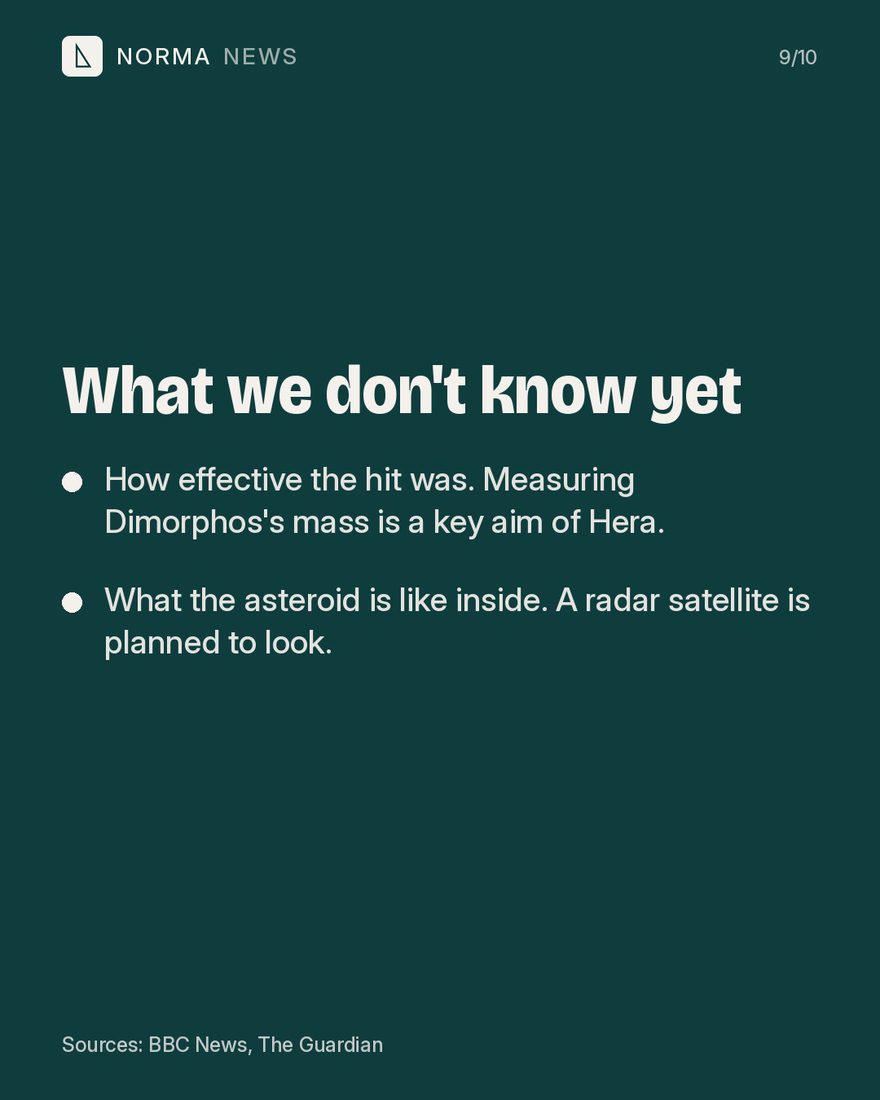 NORMA NEWS
9/10
What we don't know yet
How effective the hit was. Measuring
Dimorphos's mass is a key aim of Hera.
What the asteroid is like inside. A radar satellite is
planned to look.
Sources: BBC News, The Guardian